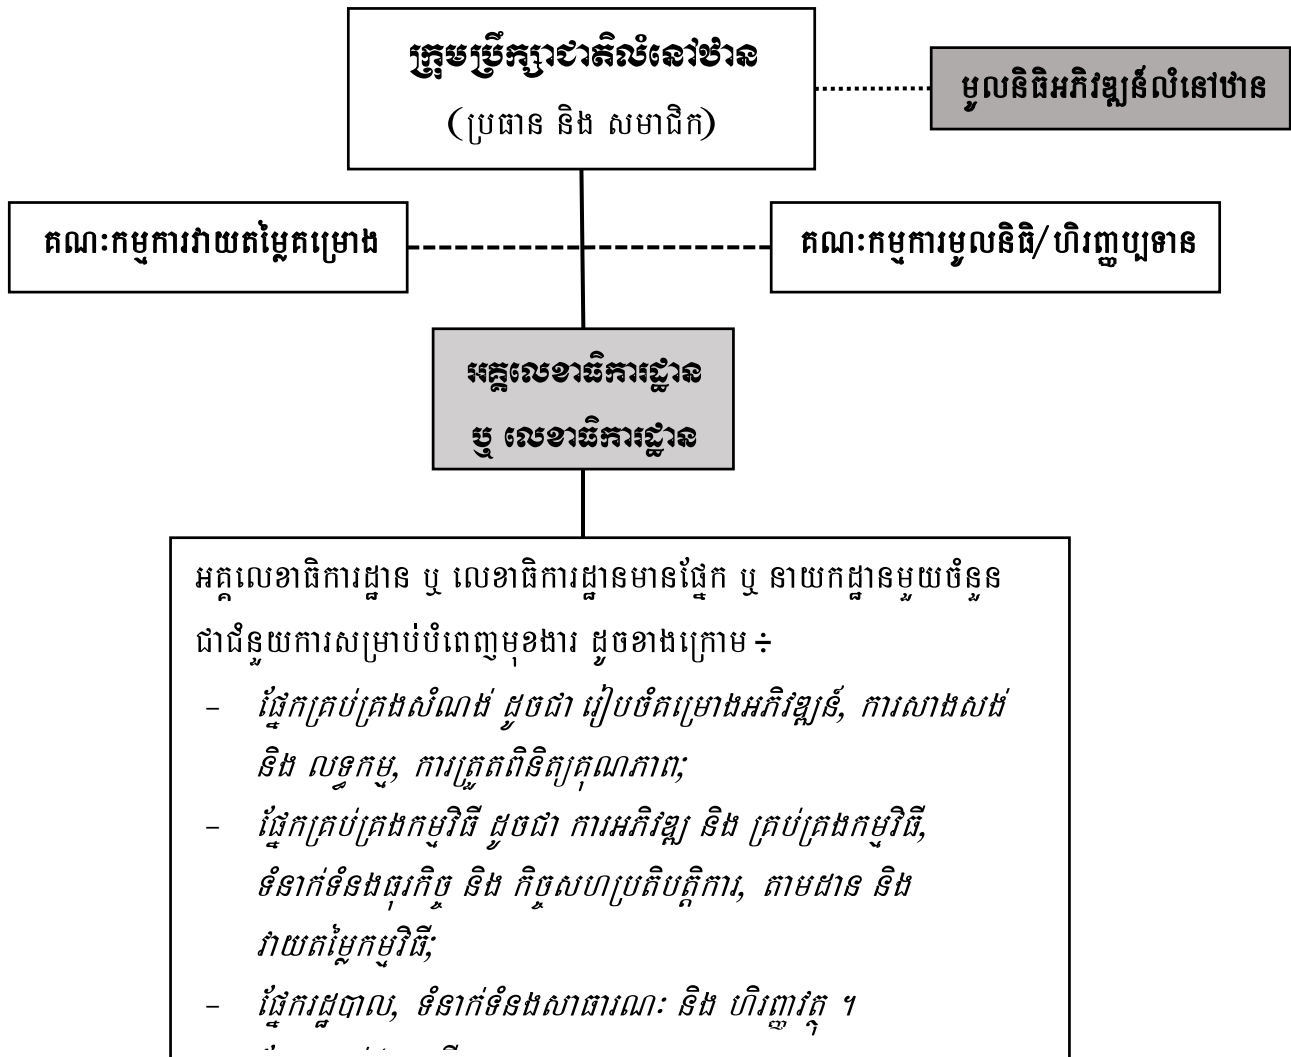 ក្រុមប្រឹក្សាជាតិលំនៅឋាន
(ប្រធាន និង សមាជិក)
មូលនិធិអភិវឌ្ឍន៍លំនៅឋាន
គណៈកម្មការវាយតម្លៃគម្រោង
គណៈកម្មការមូលនិធិ/ហិរញ្ញប្បទាន
អគ្គលេខាធិការដ្ឋាន
ឬ លេខាធិការដ្ឋាន
អគ្គលេខាធិការដ្ឋាន ឬ លេខាធិការដ្ឋានមានផ្នែក ឬ នាយកដ្ឋានមួយចំនួន
ជាជំនួយការសម្រាប់បំពេញមុខងារ ដូចខាងក្រោម ÷
- ផ្នែកគ្រប់គ្រងសំណង់ ដូចជា រៀបចំគម្រោងអភិវឌ្ឍន៍, ការសាងសង់
និង លទ្ធកម្ម, ការត្រួតពិនិត្យគុណភាព;
- ផ្នែកគ្រប់គ្រងកម្មវិធី ដូចជា ការអភិវឌ្ឍ និង គ្រប់គ្រងកម្មវិធី,
ទំនាក់ទំនងធុរកិច្ច និង កិច្ចសហប្រតិបត្តិការ, តាមដាន និង
វាយតម្លៃកម្មវិធី;
- ផ្នែករដ្ឋបាល, ទំនាក់ទំនងសាធារណៈ និង ហិរញ្ញវត្ថុ ។